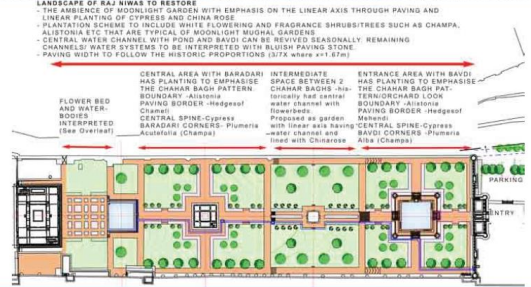 LANDSCAPE OF RAJ NIWAS TO RESTORE
- THE AMBIENCE OF MOONLIGHT GARDEN WITH EMPHASIS ON THE LINEAR AXIS THROUGH PAVING AND
LINEAR PLANTING OF CYPRESS AND CHINA ROSE
- PLANTATION SCHEME TO INCLUDE WHITE FLOWERING AND FRAGRANCE SHRUBS/TREES SUCH AS CHAMPA,
ALISTONIA ETC THAT ARE TYPICAL OF MOONLIGHT MUGHAL GARDENS
- CENTRAL WATER CHANNEL WITH POND AND BAVDI CAN BE REVIVED SEASONALLY. REMAINING
CHANNELS/ WATER SYSTEMS TO BE INTERPRETED WITH BLUISH PAVING STONE.
- PAVING WIDTH TO FOLLOW THE HISTORIC PROPORTIONS (3/7X where x=1.67m)
FLOWER BED
AND WATER-
BODIES
INTERPRETED
(See Overleaf)
CENTRAL AREA WITH BARADARI
HAS PLANTING TO EMPHASISE
THE CHAHAR BAGH PATTERN
BOUNDARY -Alistonia
PAVING BORDER -Hedgesof
Chameli
CENTRAL SPINE-Cypress
BARADARI CORNERS- Plumeria
Acutefolia (Champa)
INTERMEDIATE
SPACE BETWEEN 2
CHAHAR BAGHS -his-
torically had central
water channel with
flowerbeds.
Proposed as garden
with linear axis having
water channel and
lined with Chinarose
ENTRANCE AREA WITH BAVDI
HAS PLANTING TO EMPHASISE
THE CHAHAR BAGH PAT-
TERN/ORCHARD LOOK
BOUNDARY -Alistonia
PAVING BORDER -Hedgesof
Mehendi
CENTRAL SPINE-Cypress
BAVDI CORNERS -Plumeria
Alba (Champa)
PARKING
ENTRY